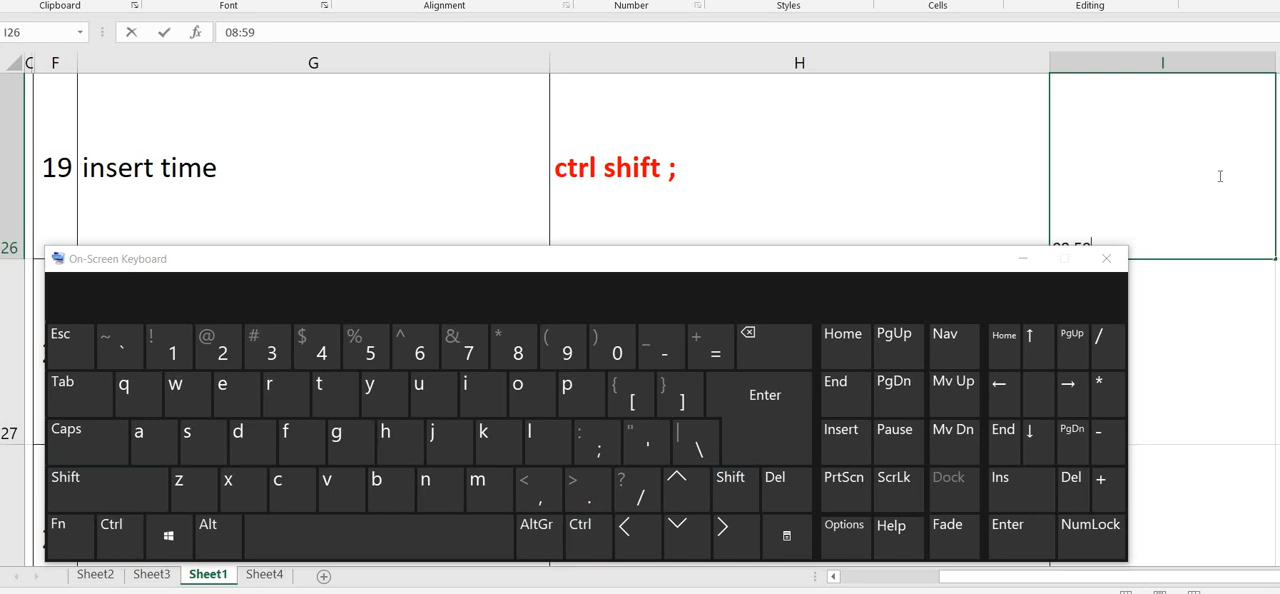 Clipboard Font Alignment Number Styles Cells Editing
I26 fx 08:59
C F G H I
26 19 insert time ctrl shift ;
08:59
On-Screen Keyboard
Esc ~ ` ! 1 @ 2 # 3 $ 4 % 5 ^ 6 & 7 * 8 ( 9 ) 0 _ - + = Home PgUp Nav Home ↑ PgUp /
Tab q w e r t y u i o p { [ } ] Enter End PgDn Mv Up ← → *
27
Caps a s d f g h j k l : ; " ' | \ Insert Pause Mv Dn End ↓ PgDn -
Shift z x c v b n m < , > . ? / Shift Del PrtScn ScrLk Dock Ins Del +
Fn Ctrl Alt AltGr Ctrl Options Help Fade Enter NumLock
Sheet2 Sheet3 Sheet1 Sheet4